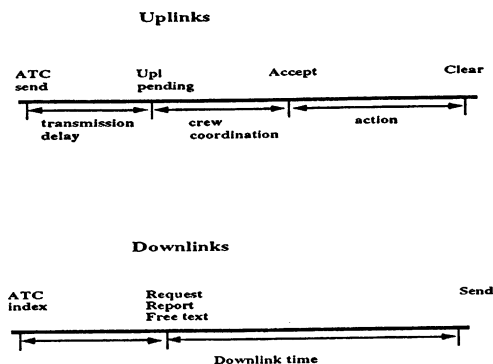 Uplinks
ATC Upl Accept Clear
send pending
transmission crew action
delay coordination
Downlinks
ATC Request Send
index Report
Free text
Downlink time